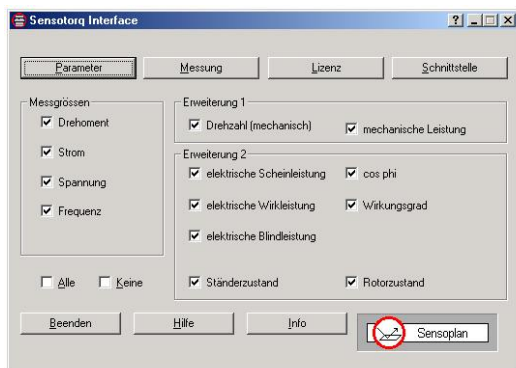 Sensotorq Interface
Parameter
Messung
Lizenz
Schnittstelle
Messgrössen
Drehoment
Strom
Spannung
Frequenz
Erweiterung 1
Drehzahl (mechanisch)
mechanische Leistung
Erweiterung 2
elektrische Scheinleistung
cos phi
elektrische Wirkleistung
Wirkungsgrad
elektrische Blindleistung
Ständerzustand
Rotorzustand
Alle
Keine
Beenden
Hilfe
Info
Sensoplan